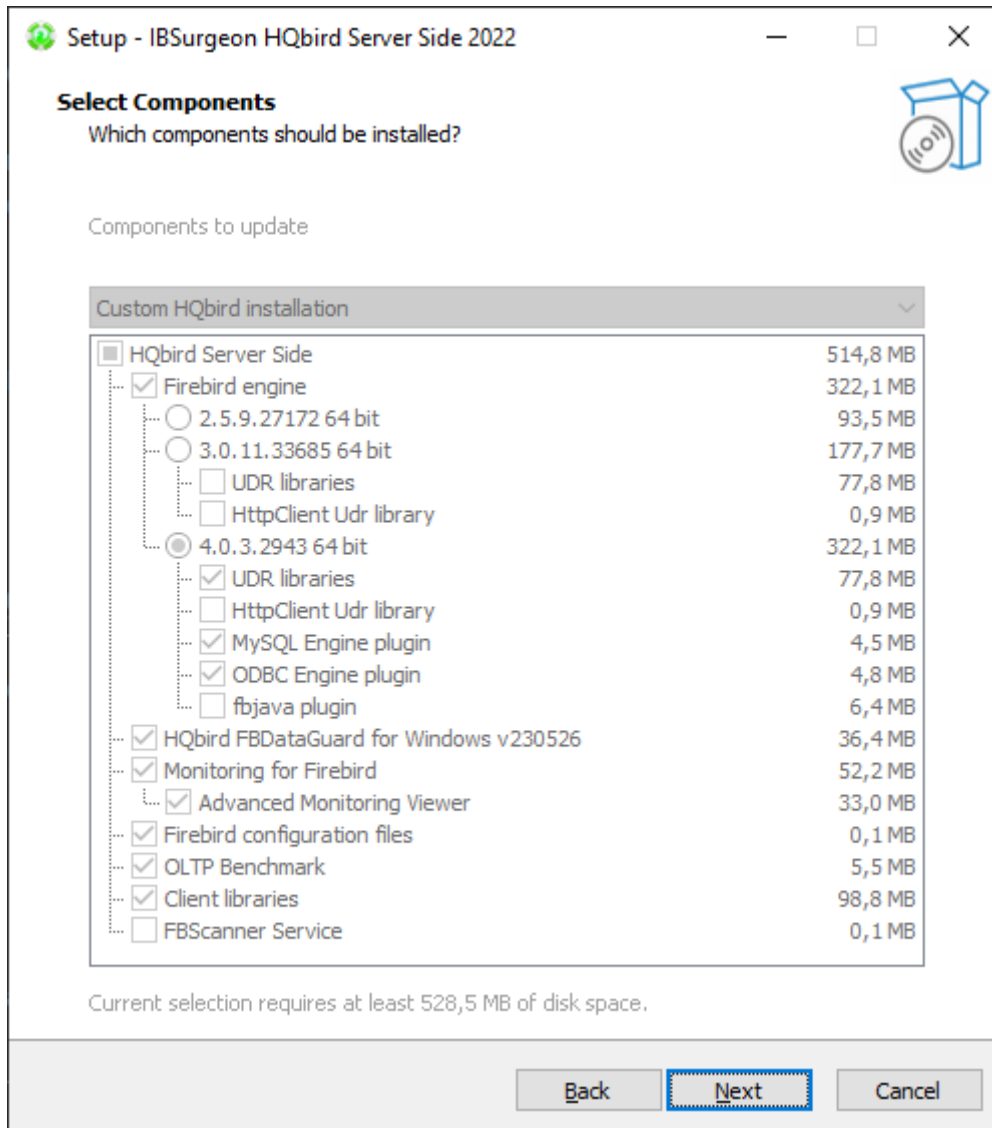 Setup - IBSurgeon HQbird Server Side 2022
Select Components
Which components should be installed?
Components to update
Custom HQbird installation
HQbird Server Side 514,8 MB
Firebird engine 322,1 MB
2.5.9.27172 64 bit 93,5 MB
3.0.11.33685 64 bit 177,7 MB
UDR libraries 77,8 MB
HttpClient Udr library 0,9 MB
4.0.3.2943 64 bit 322,1 MB
UDR libraries 77,8 MB
HttpClient Udr library 0,9 MB
MySQL Engine plugin 4,5 MB
ODBC Engine plugin 4,8 MB
fbjava plugin 6,4 MB
HQbird FBDataGuard for Windows v230526 36,4 MB
Monitoring for Firebird 52,2 MB
Advanced Monitoring Viewer 33,0 MB
Firebird configuration files 0,1 MB
OLTP Benchmark 5,5 MB
Client libraries 98,8 MB
FBScanner Service 0,1 MB
Current selection requires at least 528,5 MB of disk space.
Back Next Cancel